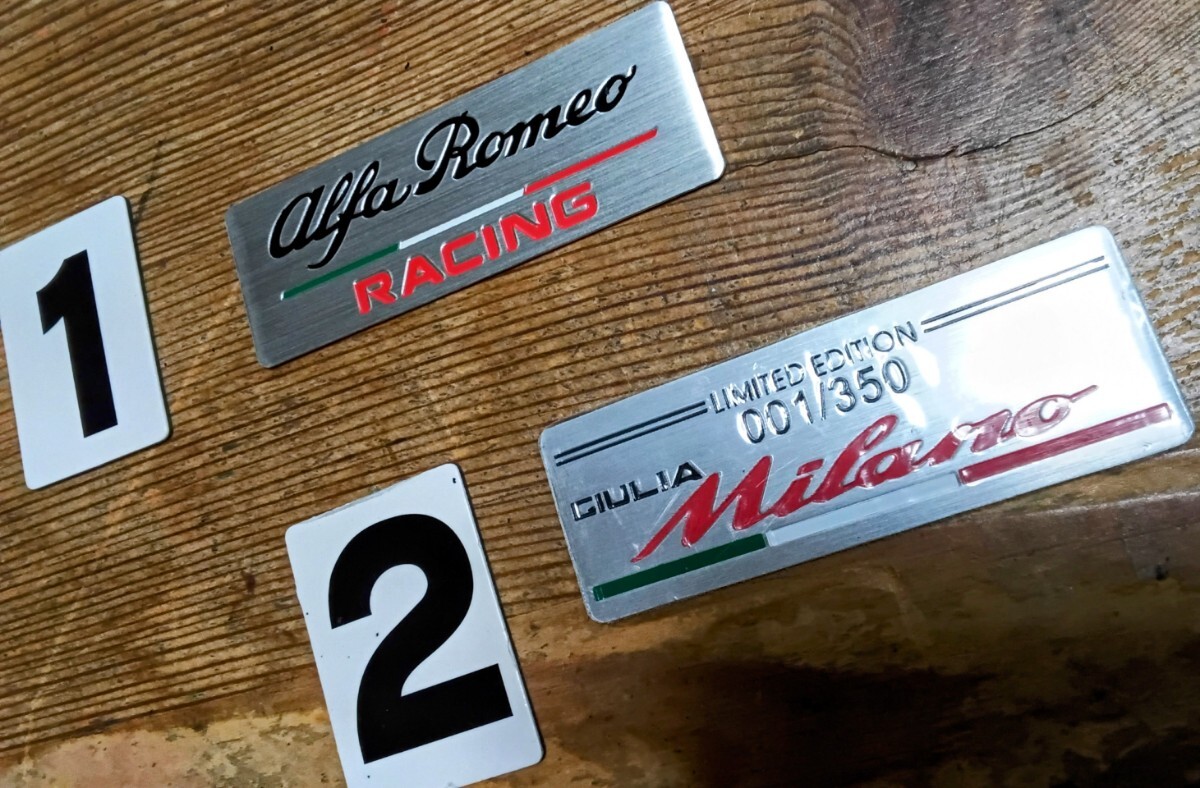 1
Alfa Romeo
RACING
2
LIMITED EDITION
001/350
GIULIA Milano